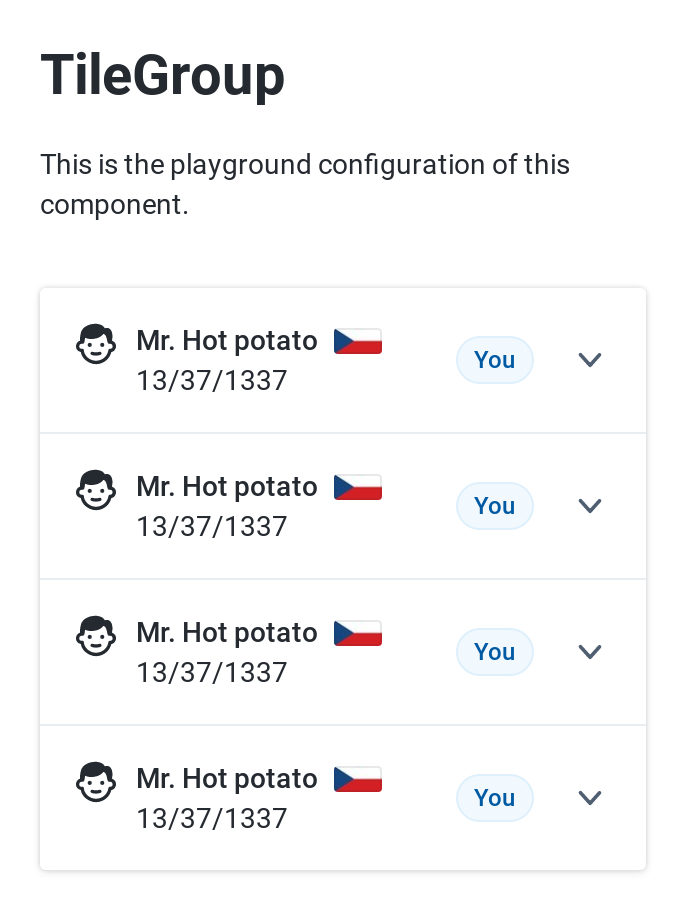 TileGroup
This is the playground configuration of this
component.
Mr. Hot potato
13/37/1337
You
Mr. Hot potato
13/37/1337
You
Mr. Hot potato
13/37/1337
You
Mr. Hot potato
13/37/1337
You